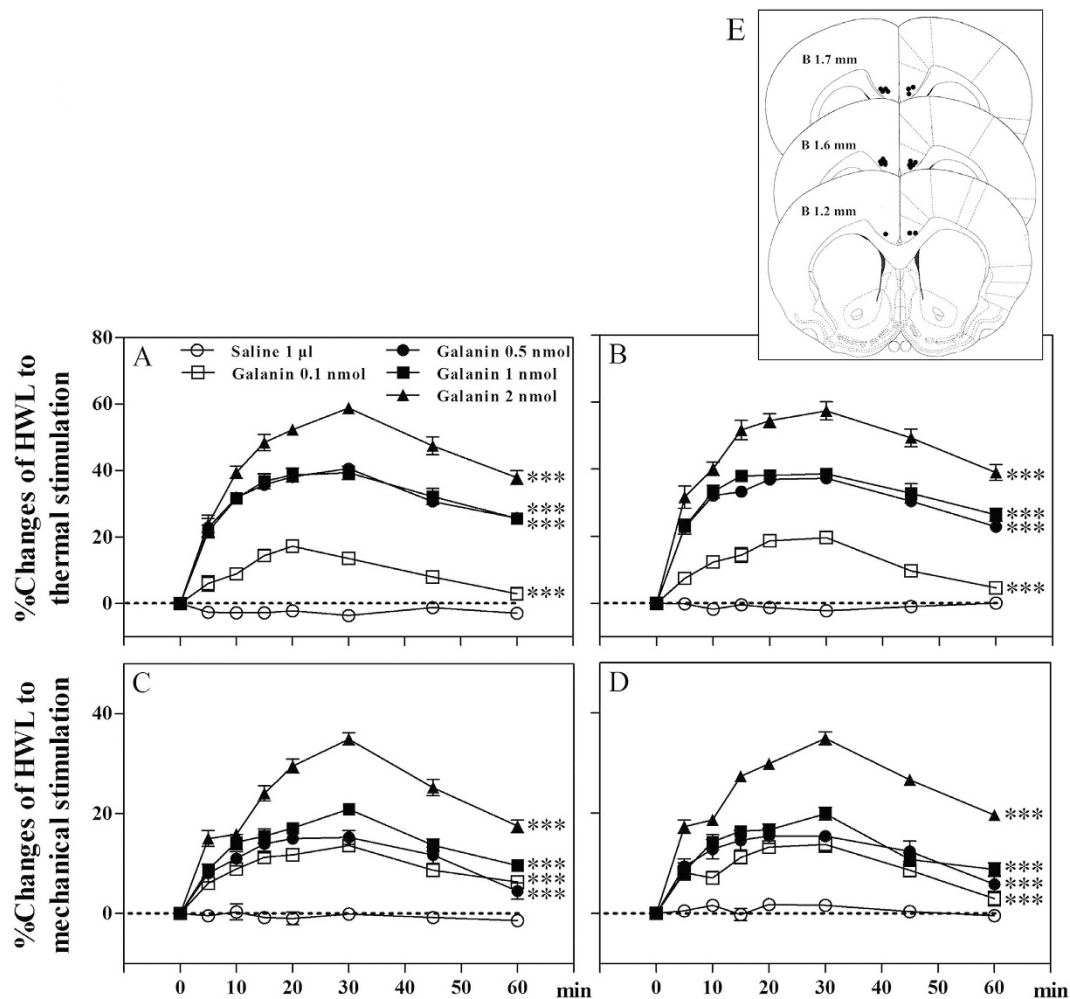 E
B 1.7 mm
B 1.6 mm
B 1.2 mm
%Changes of HWL to
thermal stimulation
80
60
40
20
0
A
Saline 1 µl
Galanin 0.1 nmol
Galanin 0.5 nmol
Galanin 1 nmol
Galanin 2 nmol
***
***
***
***
B
***
***
***
***
%Changes of HWL to
mechanical stimulation
40
20
0
C
***
***
***
***
D
***
***
***
***
0 10 20 30 40 50 60 min
0 10 20 30 40 50 60 min